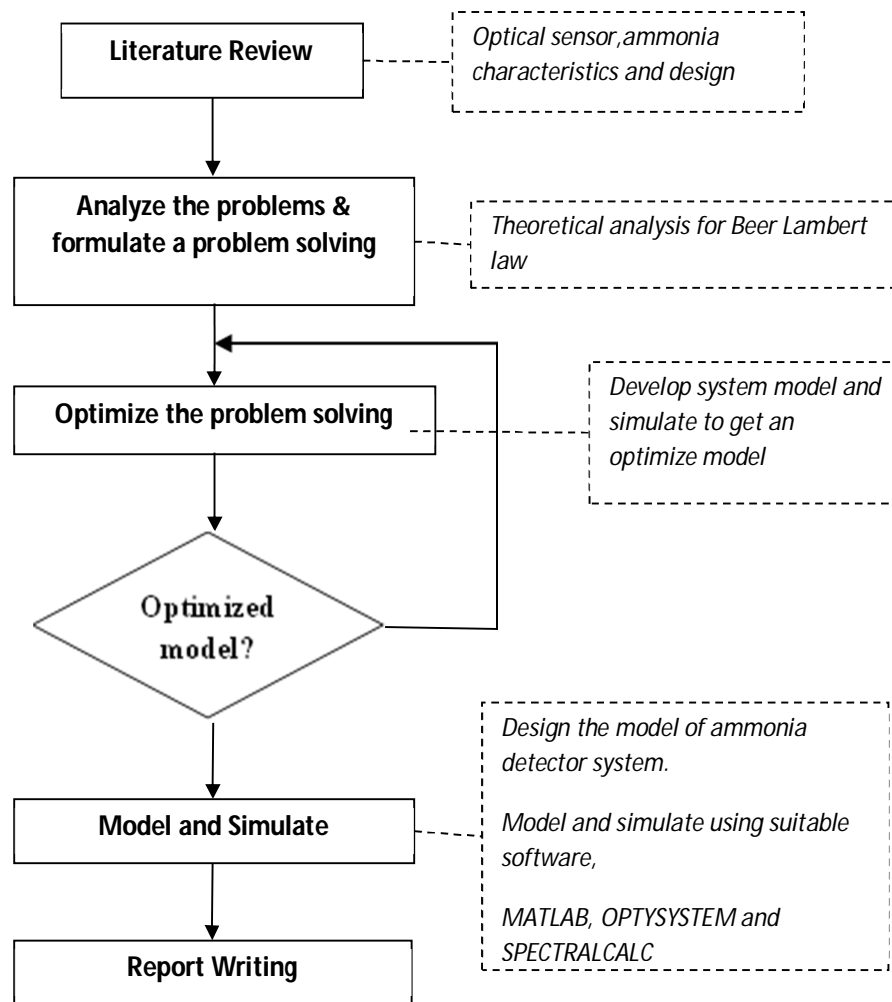 Literature Review
Optical sensor,ammonia
characteristics and design
Analyze the problems &
formulate a problem solving
Theoretical analysis for Beer Lambert
law
Optimize the problem solving
Develop system model and
simulate to get an
optimize model
Optimized
model?
Design the model of ammonia
detector system.
Model and simulate using suitable
software,
MATLAB, OPTYSYSTEM and
SPECTRALCALC
Model and Simulate
Report Writing